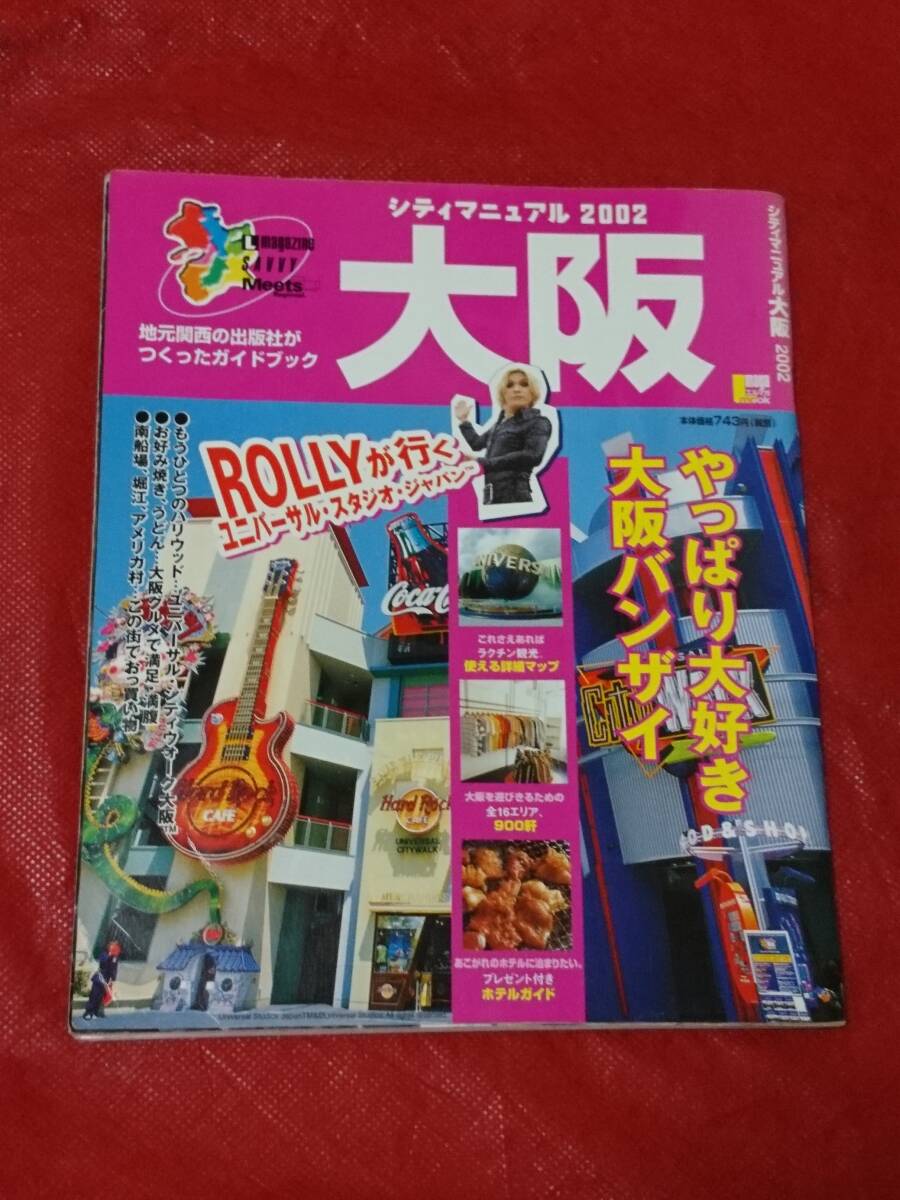 シティマニュアル 2002
大阪
L magazine
SAVVY
Meets
Regional
地元関西の出版社が
つくったガイドブック
シティマニュアル 大阪 2002
mook
本体価格743円(税別)
ROLLYが行く
ユニバーサル・スタジオ・ジャパン™
●もうひとつのハリウッド…ユニバーサル・シティウォーク大阪™
●お好み焼き、うどん…大阪グルメで満足、満腹
●南船場、堀江、アメリカ村…この街でおっ買い物
やっぱり大好き
大阪バンザイ
Coca-C
UNIVERS
これさえあれば
ラクチン観光
使える詳細マップ
Hard Rock
CAFE
Hard Rock
CAFE
UNIVERSAL
CITYWALK
大阪を遊びきるための
全16エリア、
900軒
City WALK
OOD & SHOP
あこがれのホテルに泊まりたい。
プレゼント付き
ホテルガイド